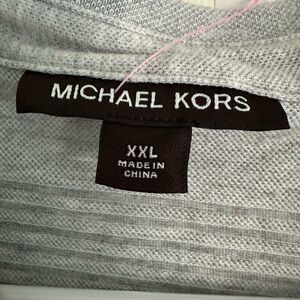 MICHAEL KORS
XXL
MADE IN
CHINA